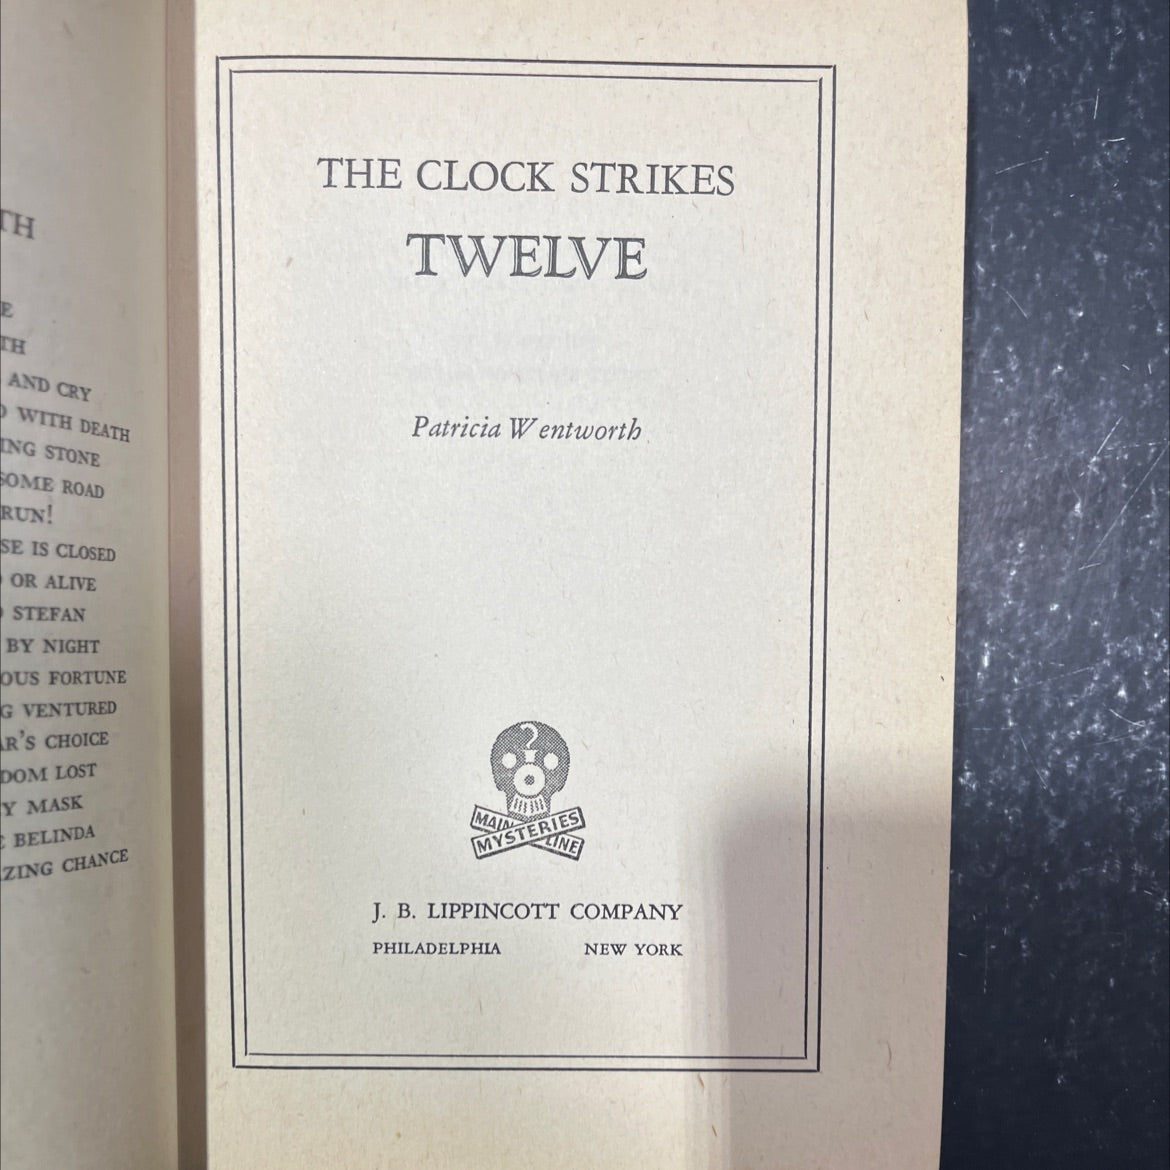 TH
E
TH
AND CRY
D WITH DEATH
ING STONE
SOME ROAD
RUN!
SE IS CLOSED
D OR ALIVE
D STEFAN
BY NIGHT
OUS FORTUNE
G VENTURED
AR'S CHOICE
DOM LOST
Y MASK
E BELINDA
ZING CHANCE
THE CLOCK STRIKES
TWELVE
Patricia Wentworth
?
MAIN LINE
MYSTERIES
J. B. LIPPINCOTT COMPANY
PHILADELPHIA NEW YORK